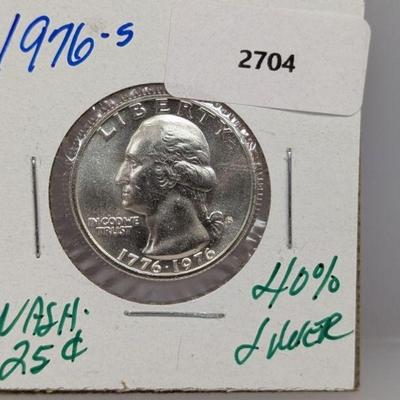 1976-S
2704
LIBERTY
IN GOD WE
TRUST
1776·1976
WASH.
25¢
40%
SILVER